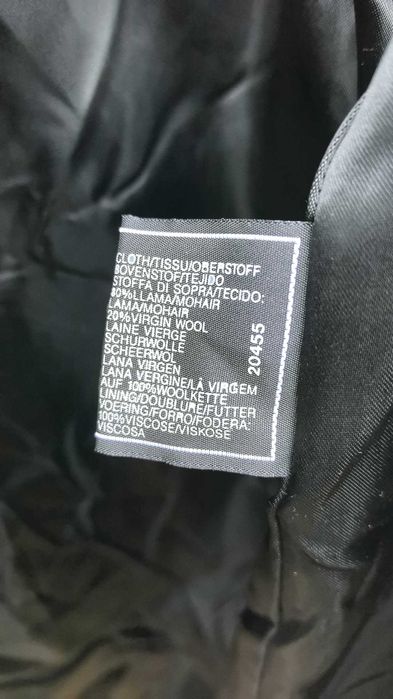 CLOTH/TISSU/OBERSTOFF
BOVENSTOF/TEJIDO
STOFFA DI SOPRA/TECIDO:
80%LLAMA/MOHAIR
LAMA/MOHAIR
20%VIRGIN WOOL
LAINE VIERGE
SCHURWOLLE
SCHEERWOL
LANA VIRGEN
LANA VERGINE/LÀ VIRGEM
AUF 100%WOOLKETTE
LINING/DOUBLURE/FUTTER
VOERING/FORRO/FODERA:
100%VISCOSE/VISKOSE
VISCOSA
20455